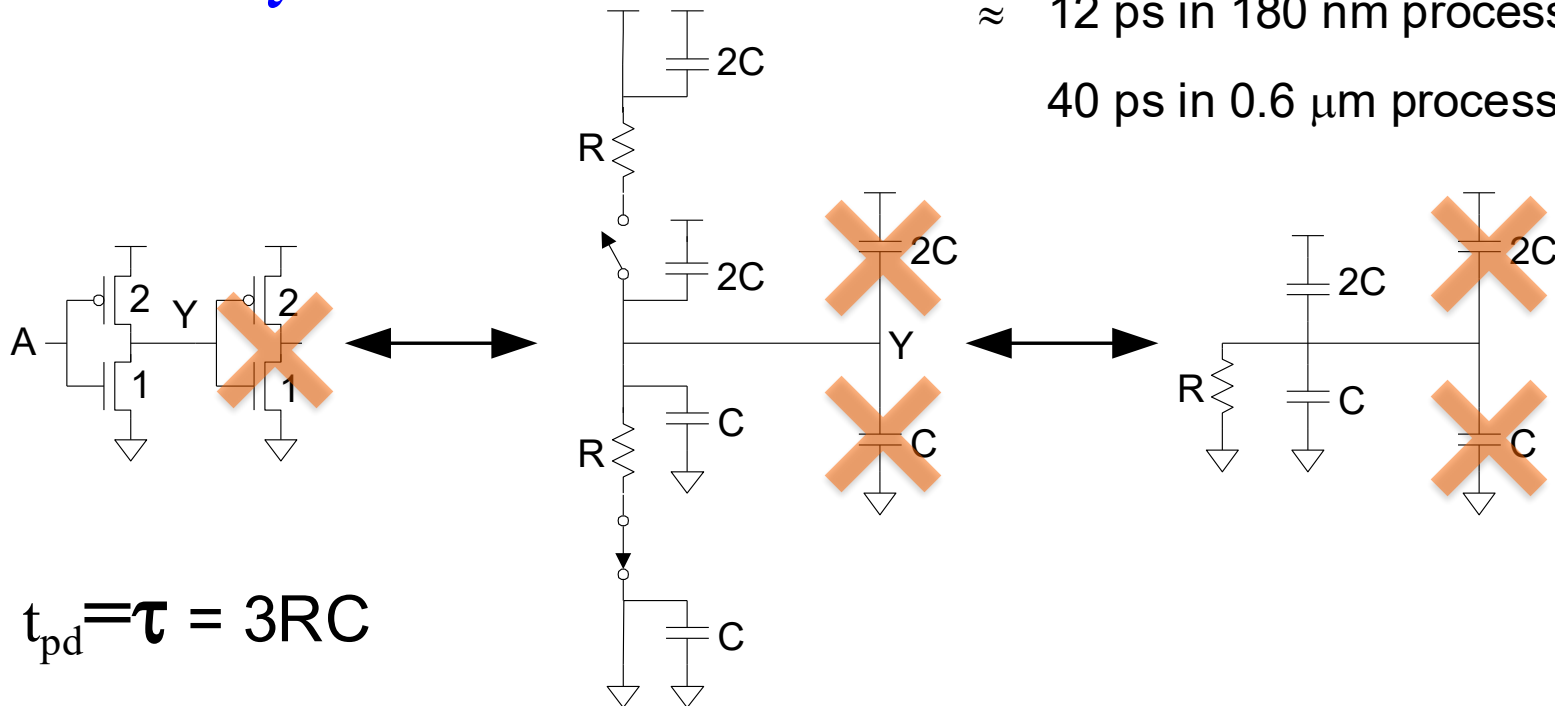 ≈ 12 ps in 180 nm process
40 ps in 0.6 μm process
2C
R
2C
2C
2C
2C
A
2
Y
2
Y
1
1
R
C
C
R
C
C
C
t_pd=τ = 3RC